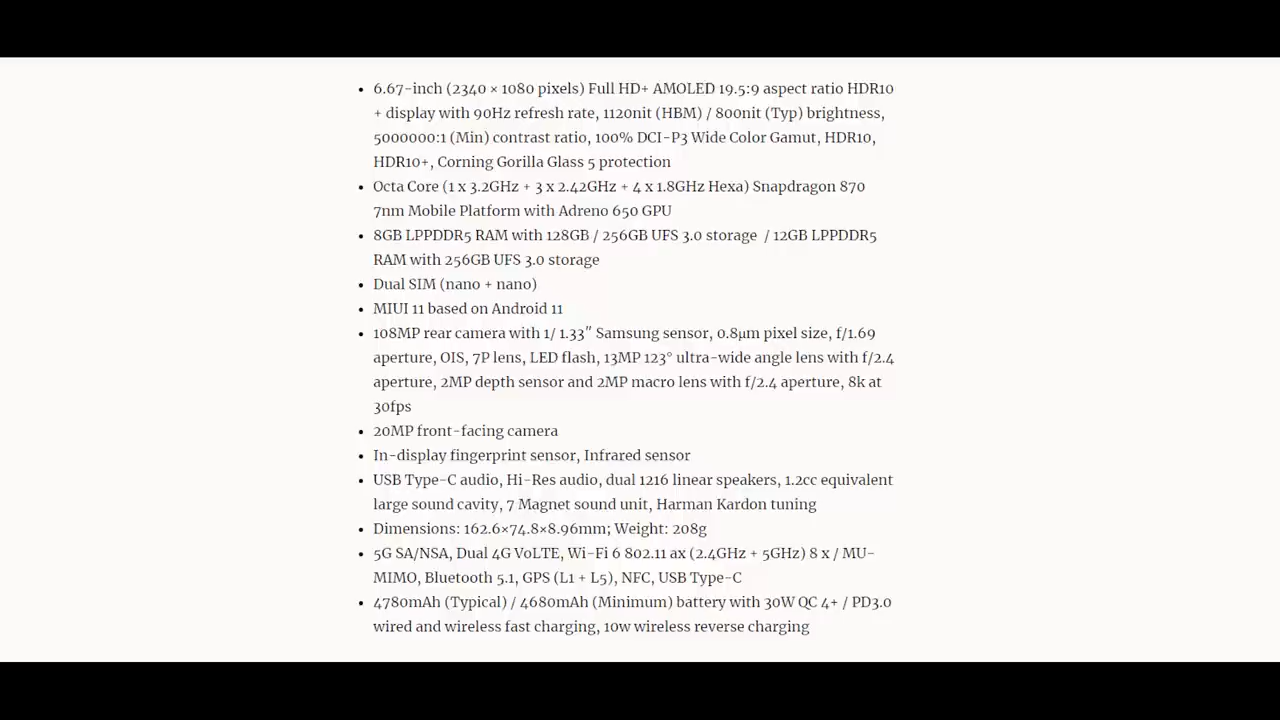 • 6.67-inch (2340 × 1080 pixels) Full HD+ AMOLED 19.5:9 aspect ratio HDR10
+ display with 90Hz refresh rate, 1120nit (HBM) / 800nit (Typ) brightness,
5000000:1 (Min) contrast ratio, 100% DCI-P3 Wide Color Gamut, HDR10,
HDR10+, Corning Gorilla Glass 5 protection
• Octa Core (1 x 3.2GHz + 3 x 2.42GHz + 4 x 1.8GHz Hexa) Snapdragon 870
7nm Mobile Platform with Adreno 650 GPU
• 8GB LPPDDR5 RAM with 128GB / 256GB UFS 3.0 storage / 12GB LPPDDR5
RAM with 256GB UFS 3.0 storage
• Dual SIM (nano + nano)
• MIUI 11 based on Android 11
• 108MP rear camera with 1/ 1.33″ Samsung sensor, 0.8μm pixel size, f/1.69
aperture, OIS, 7P lens, LED flash, 13MP 123° ultra-wide angle lens with f/2.4
aperture, 2MP depth sensor and 2MP macro lens with f/2.4 aperture, 8k at
30fps
• 20MP front-facing camera
• In-display fingerprint sensor, Infrared sensor
• USB Type-C audio, Hi-Res audio, dual 1216 linear speakers, 1.2cc equivalent
large sound cavity, 7 Magnet sound unit, Harman Kardon tuning
• Dimensions: 162.6×74.8×8.96mm; Weight: 208g
• 5G SA/NSA, Dual 4G VoLTE, Wi-Fi 6 802.11 ax (2.4GHz + 5GHz) 8 x / MU-
MIMO, Bluetooth 5.1, GPS (L1 + L5), NFC, USB Type-C
• 4780mAh (Typical) / 4680mAh (Minimum) battery with 30W QC 4+ / PD3.0
wired and wireless fast charging, 10w wireless reverse charging